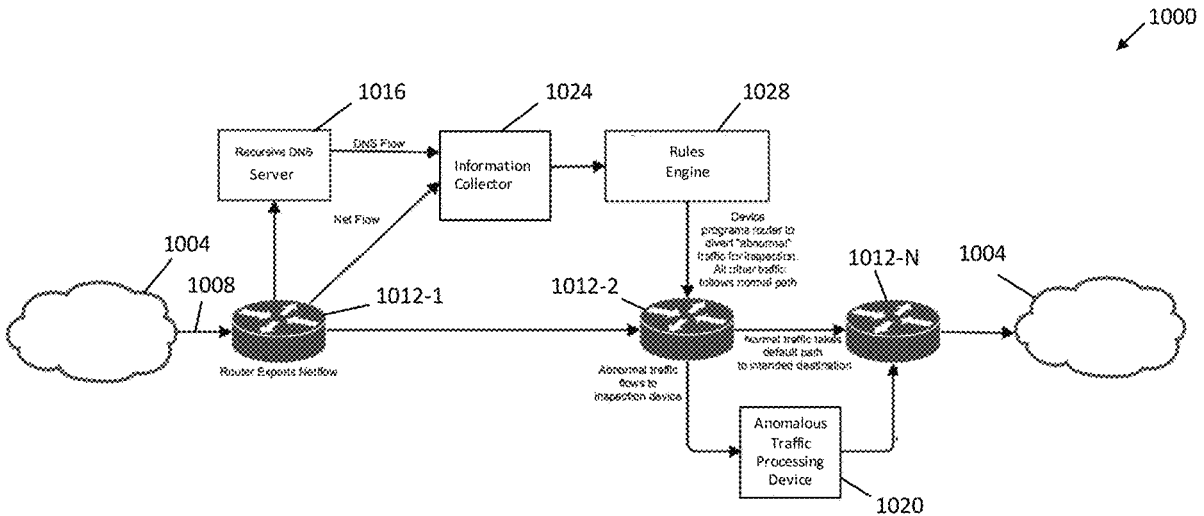 1000
1016
1024
1028
Recursive DNS
Server
DNS Flow
Information
Collector
Rules
Engine
Net Flow
Device
programs router to
divert "abnormal"
traffic for inspection.
All other traffic
follows normal path
1004
1008
1012-1
1012-2
1012-N
1004
Router Exports Netflow
Normal traffic takes
default path
to intended destination
Abnormal traffic
flows to
inspection device
Anomalous
Traffic
Processing
Device
1020